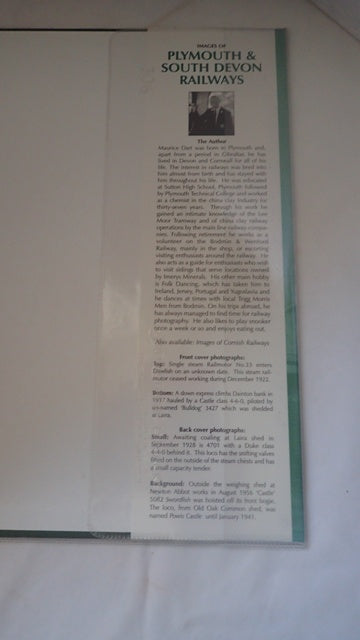 IMAGES OF
PLYMOUTH &
SOUTH DEVON
RAILWAYS
The Author
Maurice Dart was born in Plymouth and,
apart from a period in Gibraltar, he has
lived in Devon and Cornwall for all of his
life. The interest in railways was bred into
him almost from birth and has stayed with
him throughout his life. He was educated
at Sutton High School, Plymouth followed
by Plymouth Technical College and worked
as a chemist in the china clay industry for
thirty-seven years. Through his work he
gained an intimate knowledge of the Lee
Moor Tramway and of china clay railway
operations by the main line railway compa-
nies. Following retirement he works as a
volunteer on the Bodmin & Wenford
Railway, mainly in the shop, or escorting
visiting enthusiasts around the railway. He
also acts as a guide for enthusiasts who wish
to visit sidings that serve locations owned
by Imerys Minerals. His other main hobby
is Folk Dancing, which has taken him to
Ireland, Jersey, Portugal and Yugoslavia and
he dances at times with local Trigg Morris
Men from Bodmin. On his trips abroad, he
has always managed to find time for railway
photography. He also likes to play snooker
once a week or so and enjoys eating out.
Also available: Images of Cornish Railways
Front cover photographs:
Top: Single steam Railmotor No.33 enters
Dawlish on an unknown date. This steam rail-
motor ceased working during December 1922.
Bottom: A down express climbs Dainton bank in
1937 hauled by a Castle class 4-6-0, piloted by
un-named 'Bulldog' 3427 which was shedded
at Laira.
Back cover photographs:
Small: Awaiting coaling at Laira shed in
September 1928 is 4701 with a Duke class
4-4-0 behind it. This loco has the shifting valves
fitted on the outside of the steam chests and has
a small capacity tender.
Background: Outside the weighing shed at
Newton Abbot works in August 1956 'Castle'
5082 Swordfish was hoisted off its front bogie.
The loco, from Old Oak Common shed, was
named Powis Castle until January 1941.